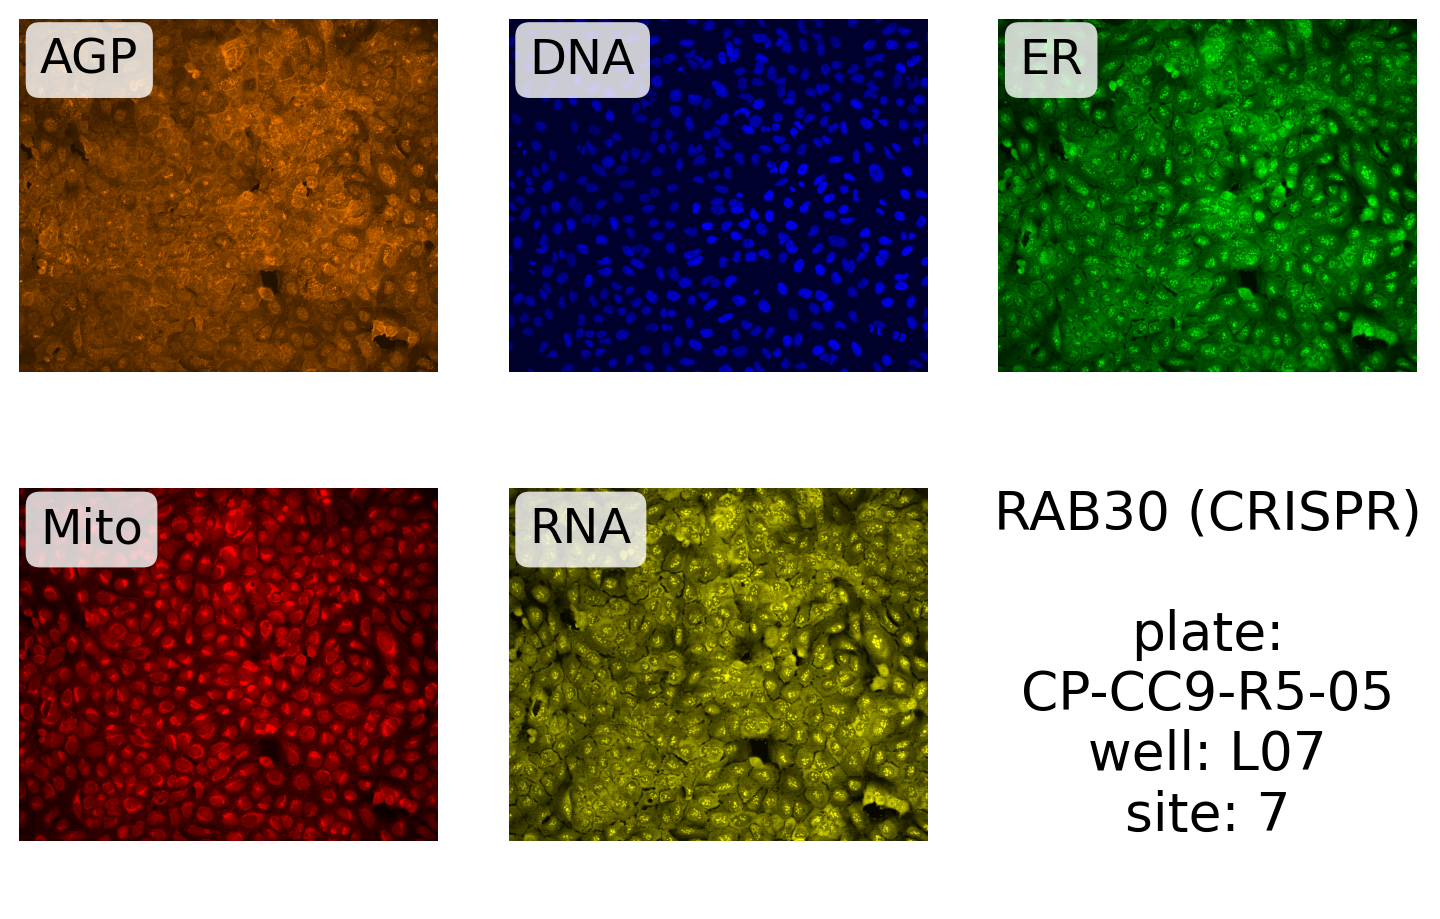 AGP
DNA
ER
Mito
RNA
RAB30 (CRISPR)
plate:
CP-CC9-R5-05
well: L07
site: 7